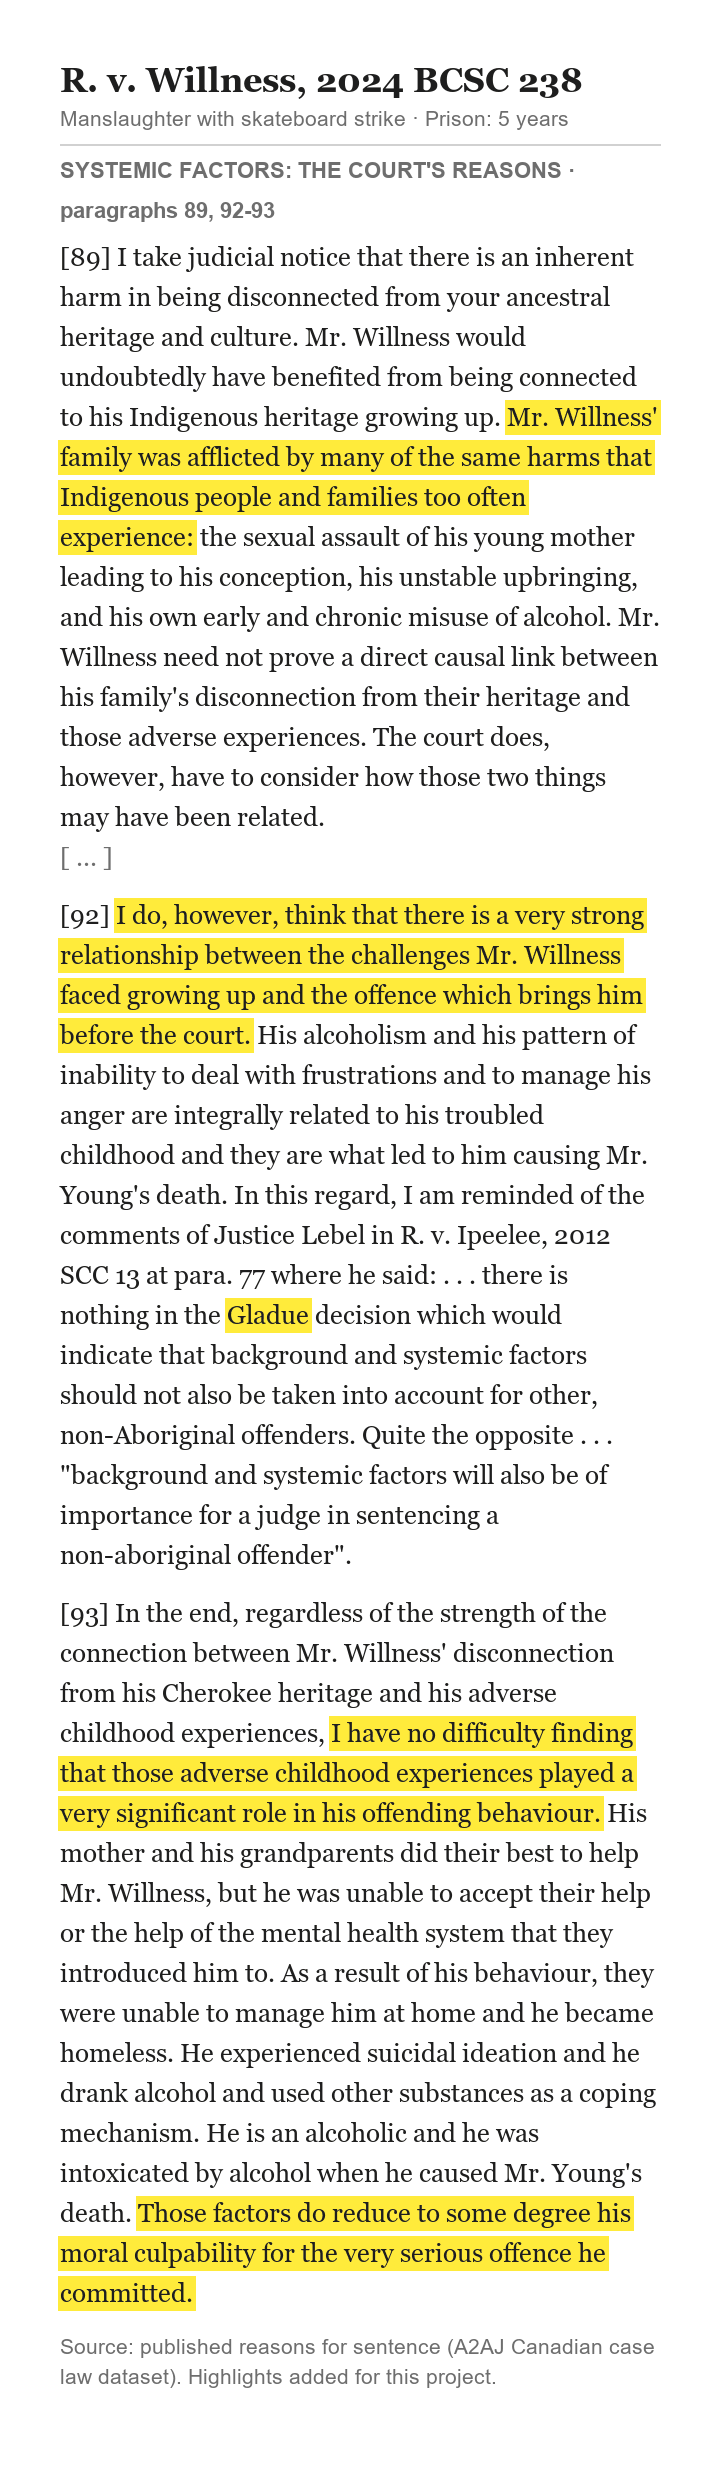 R. v. Willness, 2024 BCSC 238
Manslaughter with skateboard strike · Prison: 5 years
SYSTEMIC FACTORS: THE COURT'S REASONS ·
paragraphs 89, 92-93
[89] I take judicial notice that there is an inherent
harm in being disconnected from your ancestral
heritage and culture. Mr. Willness would
undoubtedly have benefited from being connected
to his Indigenous heritage growing up. Mr. Willness'
family was afflicted by many of the same harms that
Indigenous people and families too often
experience: the sexual assault of his young mother
leading to his conception, his unstable upbringing,
and his own early and chronic misuse of alcohol. Mr.
Willness need not prove a direct causal link between
his family's disconnection from their heritage and
those adverse experiences. The court does,
however, have to consider how those two things
may have been related.
[ ... ]
[92] I do, however, think that there is a very strong
relationship between the challenges Mr. Willness
faced growing up and the offence which brings him
before the court. His alcoholism and his pattern of
inability to deal with frustrations and to manage his
anger are integrally related to his troubled
childhood and they are what led to him causing Mr.
Young's death. In this regard, I am reminded of the
comments of Justice Lebel in R. v. Ipeelee, 2012
SCC 13 at para. 77 where he said: . . . there is
nothing in the Gladue decision which would
indicate that background and systemic factors
should not also be taken into account for other,
non-Aboriginal offenders. Quite the opposite . . .
"background and systemic factors will also be of
importance for a judge in sentencing a
non-aboriginal offender".
[93] In the end, regardless of the strength of the
connection between Mr. Willness' disconnection
from his Cherokee heritage and his adverse
childhood experiences, I have no difficulty finding
that those adverse childhood experiences played a
very significant role in his offending behaviour. His
mother and his grandparents did their best to help
Mr. Willness, but he was unable to accept their help
or the help of the mental health system that they
introduced him to. As a result of his behaviour, they
were unable to manage him at home and he became
homeless. He experienced suicidal ideation and he
drank alcohol and used other substances as a coping
mechanism. He is an alcoholic and he was
intoxicated by alcohol when he caused Mr. Young's
death. Those factors do reduce to some degree his
moral culpability for the very serious offence he
committed.
Source: published reasons for sentence (A2AJ Canadian case
law dataset). Highlights added for this project.